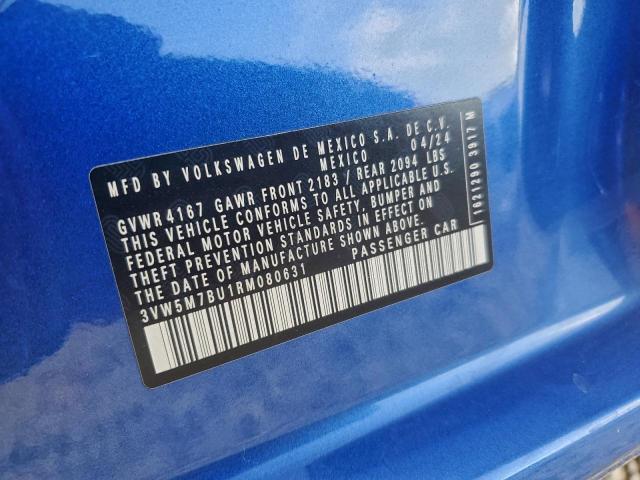 MFD BY VOLKSWAGEN DE MEXICO S.A. DE C.V.
MEXICO 04/24
GVWR 4167 GAWR FRONT 2183 / REAR 2094 LBS
THIS VEHICLE CONFORMS TO ALL APPLICABLE U.S.
FEDERAL MOTOR VEHICLE SAFETY, BUMPER AND
THEFT PREVENTION STANDARDS IN EFFECT ON
THE DATE OF MANUFACTURE SHOWN ABOVE.
3VW5M7BU1RM080631 PASSENGER CAR
1621280 3917 M